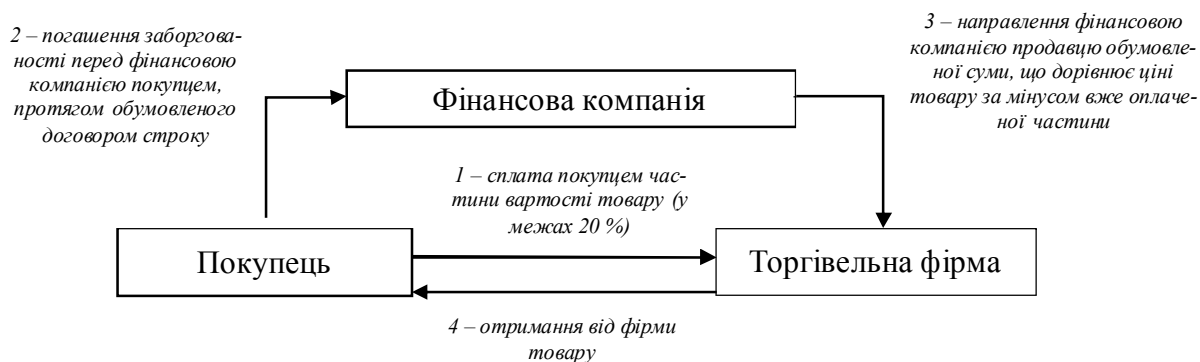 2 – погашення заборгова-
ності перед фінансовою
компанією покупцем,
протягом обумовленого
договором строку
3 – направлення фінансовою
компанією продавцю обумовле-
ної суми, що дорівнює ціні
товару за мінусом вже оплаче-
ної частини
Фінансова компанія
1 – сплата покупцем час-
тини вартості товару (у
межах 20 %)
Покупець
Торгівельна фірма
4 – отримання від фірми
товару